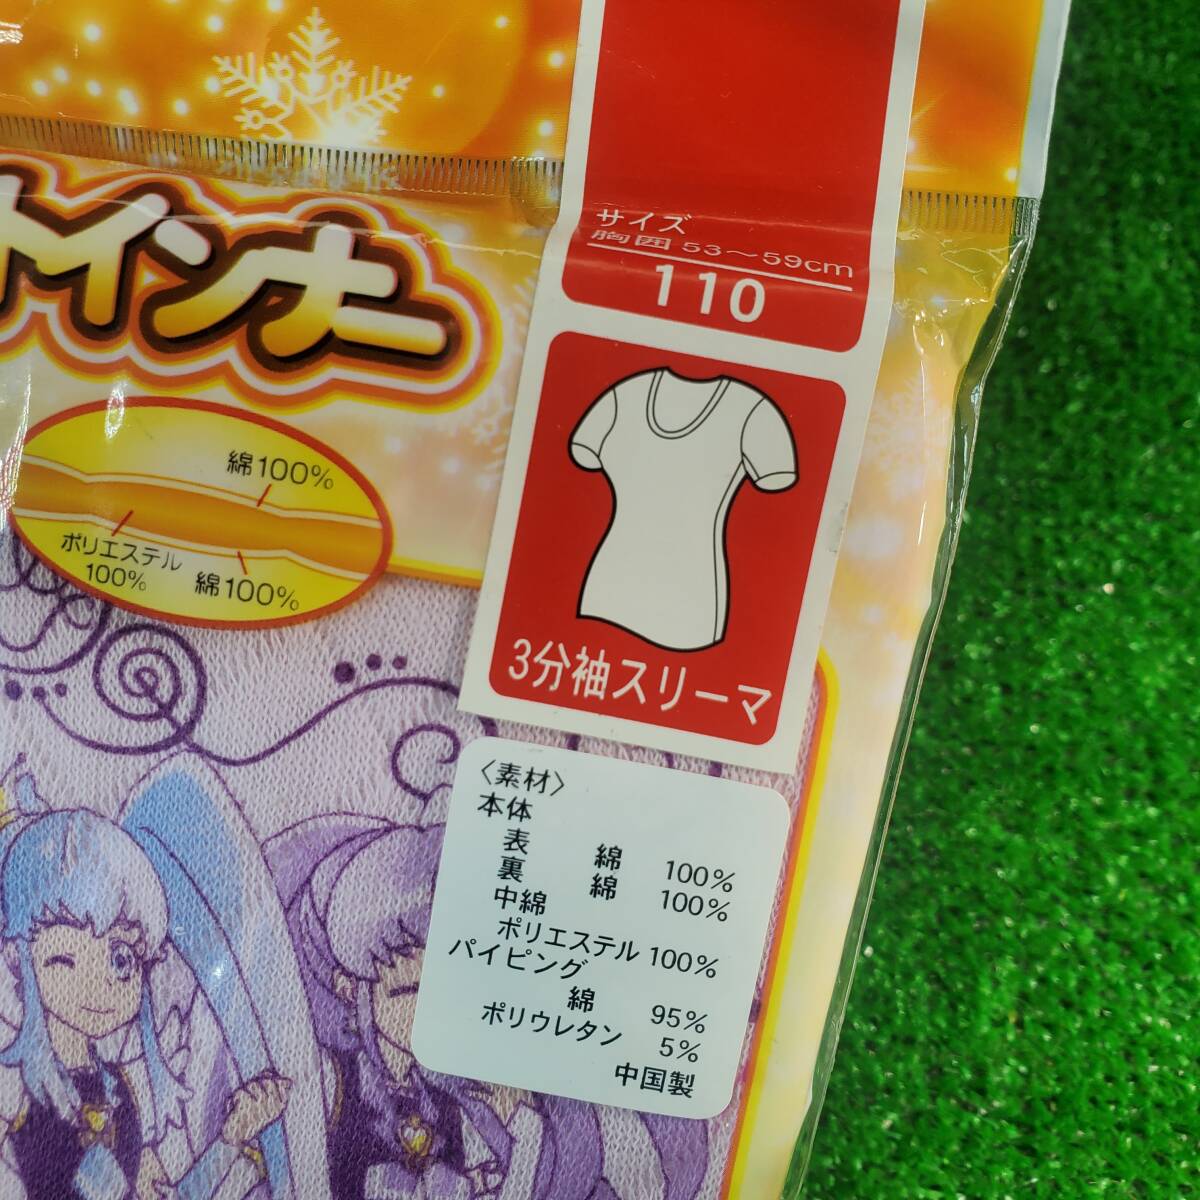 トインナー
サイズ
胸囲 53～59cm
110
綿100%
ポリエステル
100%
綿100%
3分袖スリーマ
〈素材〉
本体
表 綿 100%
裏 綿 100%
中綿
ポリエステル 100%
パイピング
綿 95%
ポリウレタン 5%
中国製